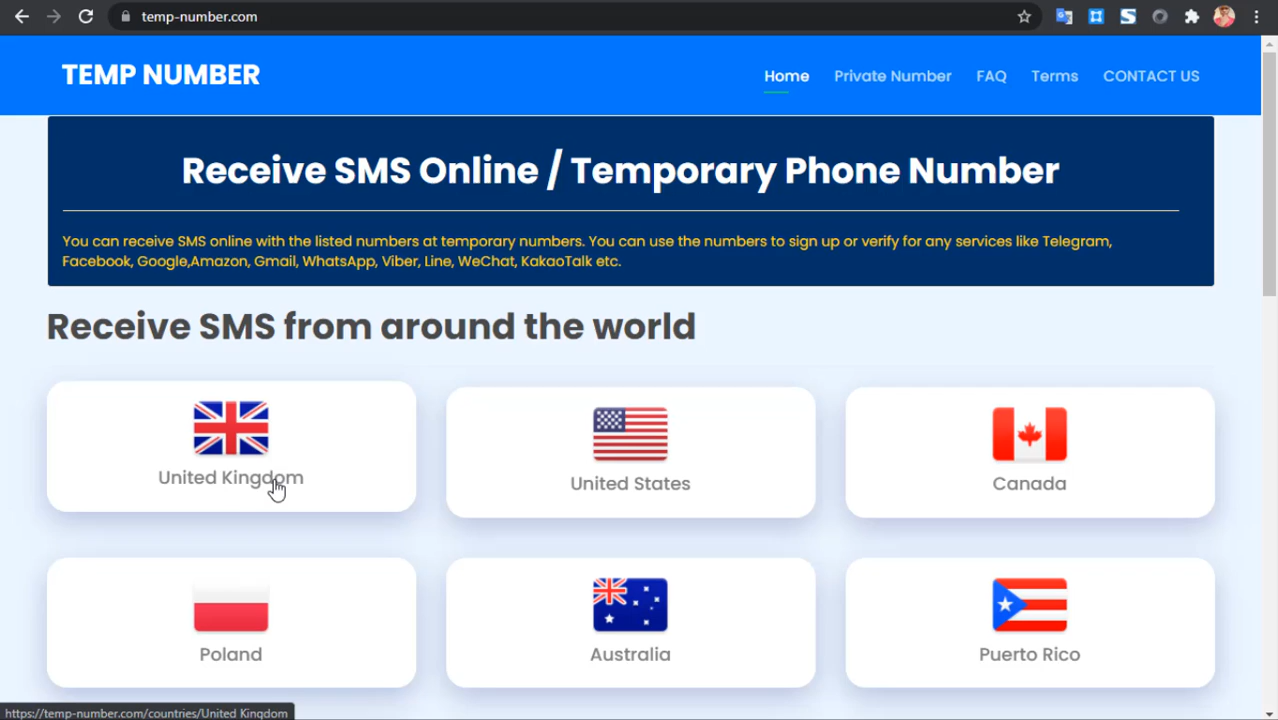 temp-number.com
TEMP NUMBER
Home
Private Number
FAQ
Terms
CONTACT US
Receive SMS Online / Temporary Phone Number
You can receive SMS online with the listed numbers at temporary numbers. You can use the numbers to sign up or verify for any services like Telegram,
Facebook, Google,Amazon, Gmail, WhatsApp, Viber, Line, WeChat, KakaoTalk etc.
Receive SMS from around the world
United Kingdom
United States
Canada
Poland
Australia
Puerto Rico
https://temp-number.com/countries/United Kingdom